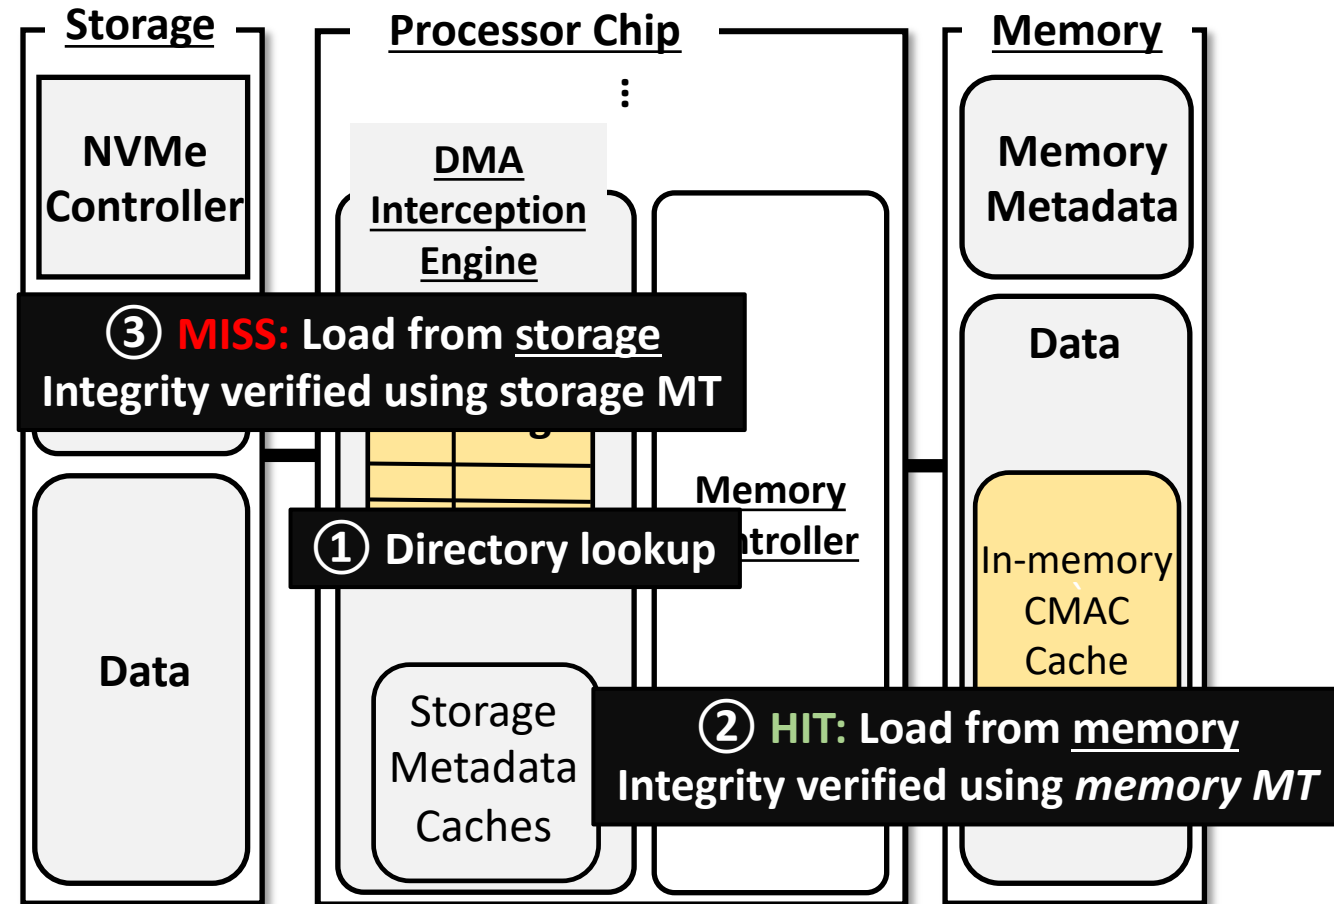 Storage
Processor Chip
Memory
NVMe
Controller
DMA
Interception
Engine
Memory
Metadata
③ MISS: Load from storage
Integrity verified using storage MT
Data
Memory
① Directory lookup
ntroller
In-memory
CMAC
Cache
Data
Storage
Metadata
Caches
② HIT: Load from memory
Integrity verified using memory MT